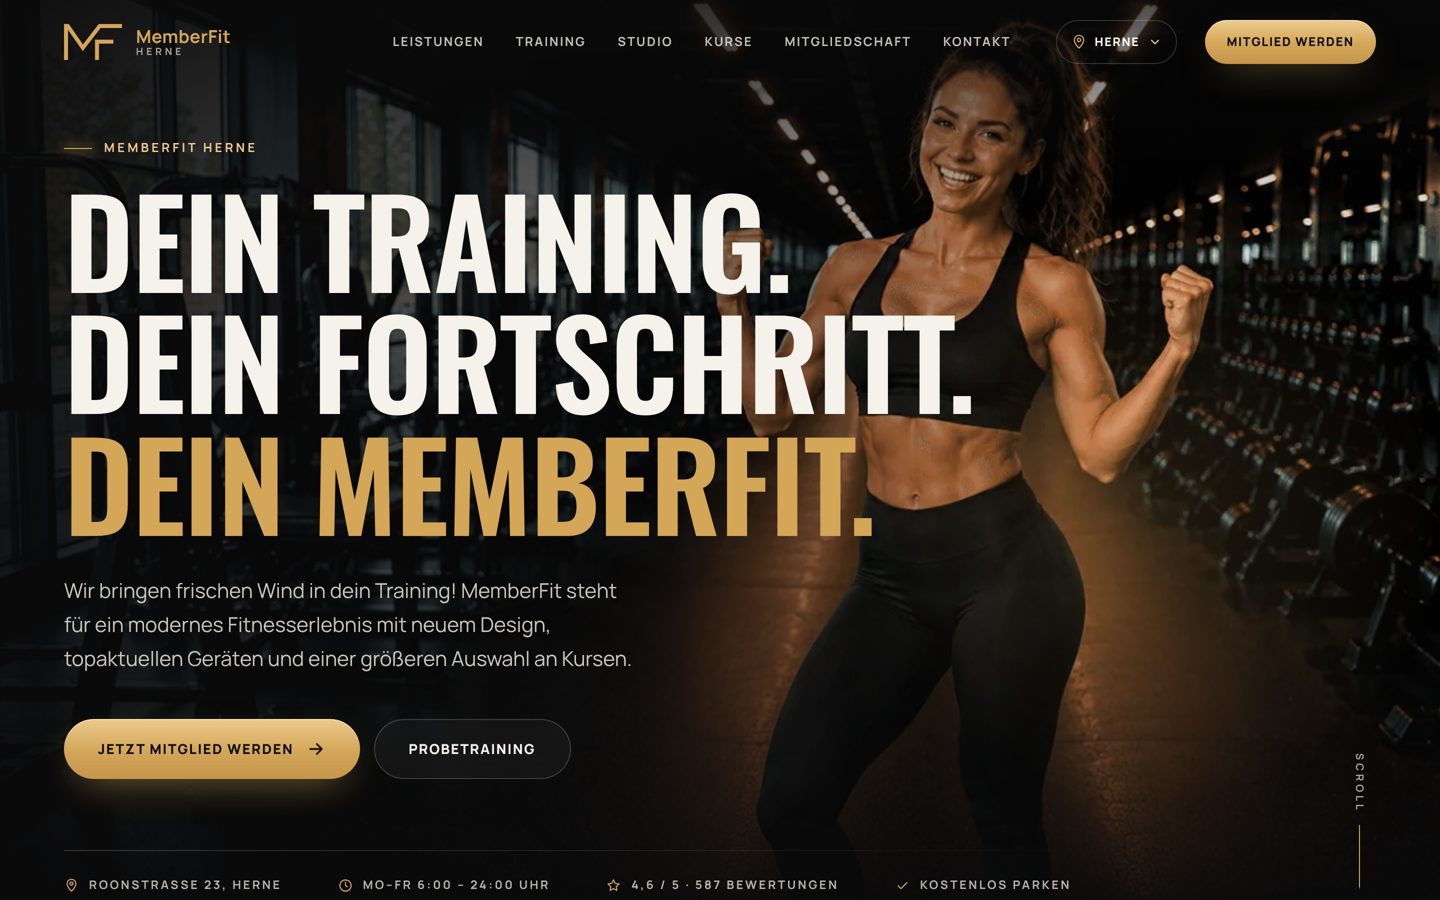 MF MemberFit
HERNE
LEISTUNGEN TRAINING STUDIO KURSE MITGLIEDSCHAFT KONTAKT
HERNE
MITGLIED WERDEN
MEMBERFIT HERNE
DEIN TRAINING.
DEIN FORTSCHRITT.
DEIN MEMBERFIT.
Wir bringen frischen Wind in dein Training! MemberFit steht
für ein modernes Fitnesserlebnis mit neuem Design,
topaktuellen Geräten und einer größeren Auswahl an Kursen.
JETZT MITGLIED WERDEN
PROBETRAINING
SCROLL
ROONSTRASSE 23, HERNE
MO–FR 6:00 – 24:00 UHR
4,6 / 5 · 587 BEWERTUNGEN
KOSTENLOS PARKEN